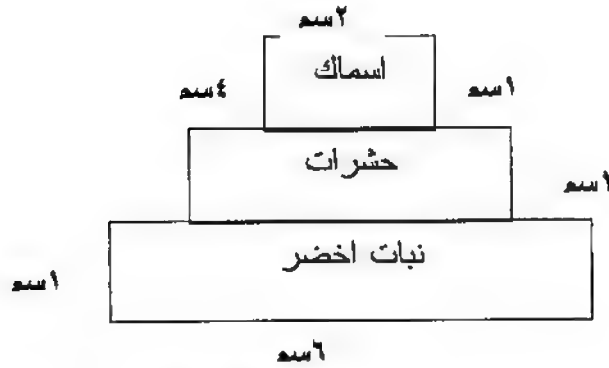 ٢سم
اسماك
٤سم
١سم
حشرات
١سم
نبات اخضر
١سم
٦سم